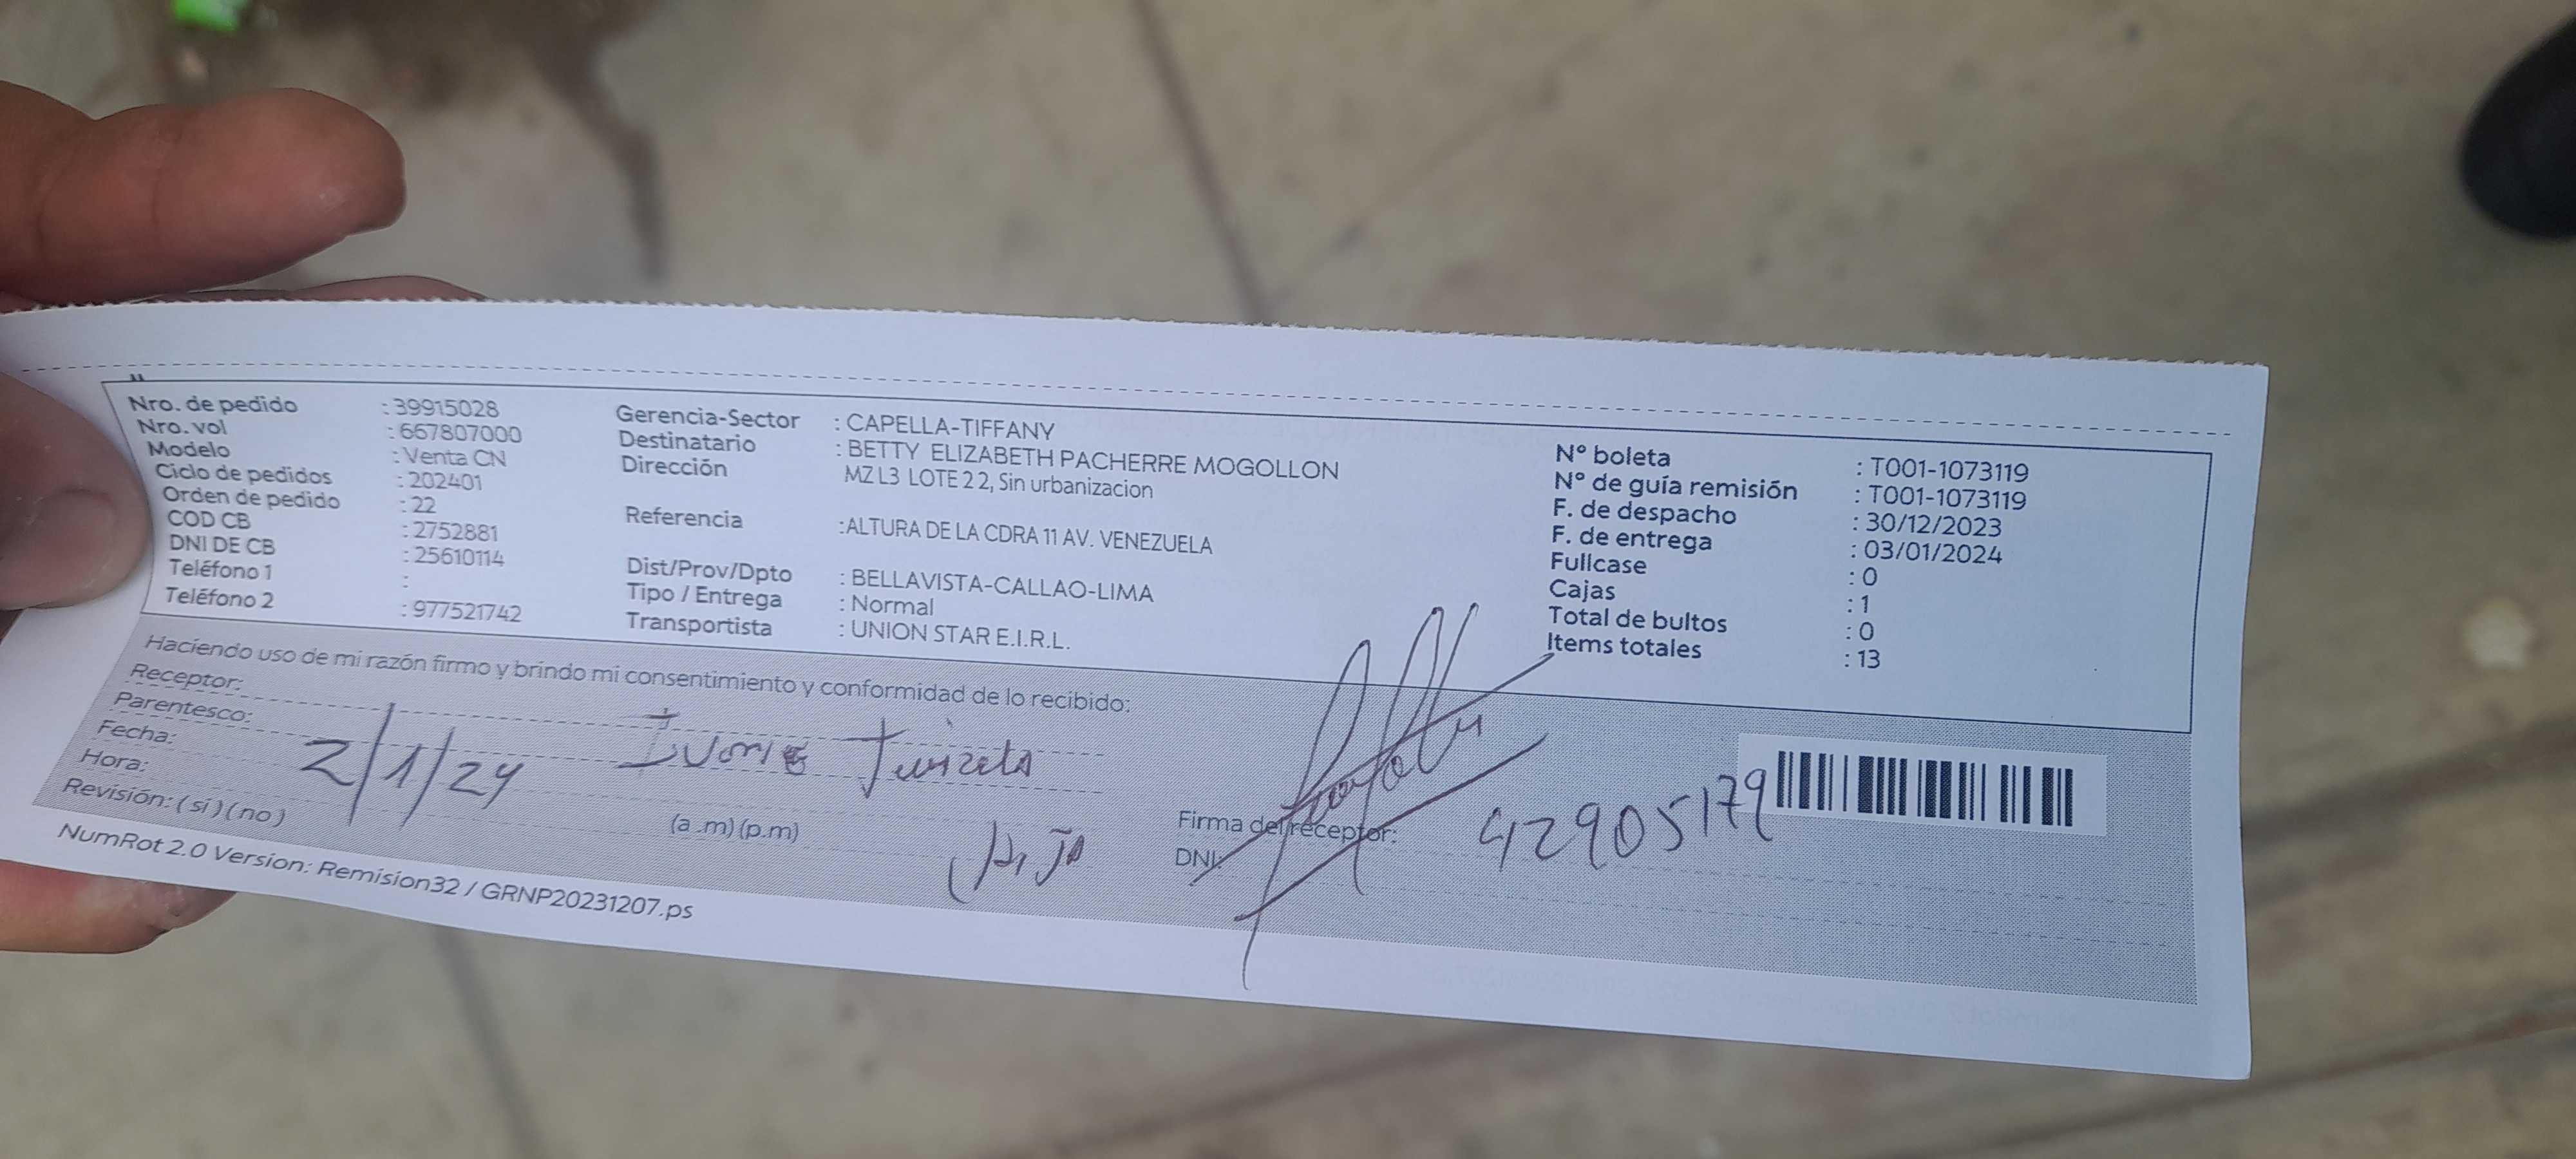 Nro. de pedido : 39915028
Nro. vol : 667807000
Modelo : Venta CN
Ciclo de pedidos : 202401
Orden de pedido : 22
COD CB : 2752881
DNI DE CB : 25610114
Teléfono 1 :
Teléfono 2 : 977521742
Gerencia-Sector : CAPELLA-TIFFANY
Destinatario : BETTY ELIZABETH PACHERRE MOGOLLON
Dirección MZ L3 LOTE 2 2, Sin urbanizacion
Referencia :ALTURA DE LA CDRA 11 AV. VENEZUELA
Dist/Prov/Dpto : BELLAVISTA-CALLAO-LIMA
Tipo / Entrega : Normal
Transportista : UNION STAR E.I.R.L.
N° boleta : T001-1073119
N° de guía remisión : T001-1073119
F. de despacho : 30/12/2023
F. de entrega : 03/01/2024
Fullcase : 0
Cajas : 1
Total de bultos : 0
Items totales : 13
Haciendo uso de mi razón firmo y brindo mi consentimiento y conformidad de lo recibido:
Receptor:
Parentesco:
Fecha: 2/1/24
Hora: (a.m) (p.m)
Revisión: (si) (no)
Firma del receptor:
DNI: 42905179
NumRot 2.0 Version: Remision32 / GRNP20231207.ps